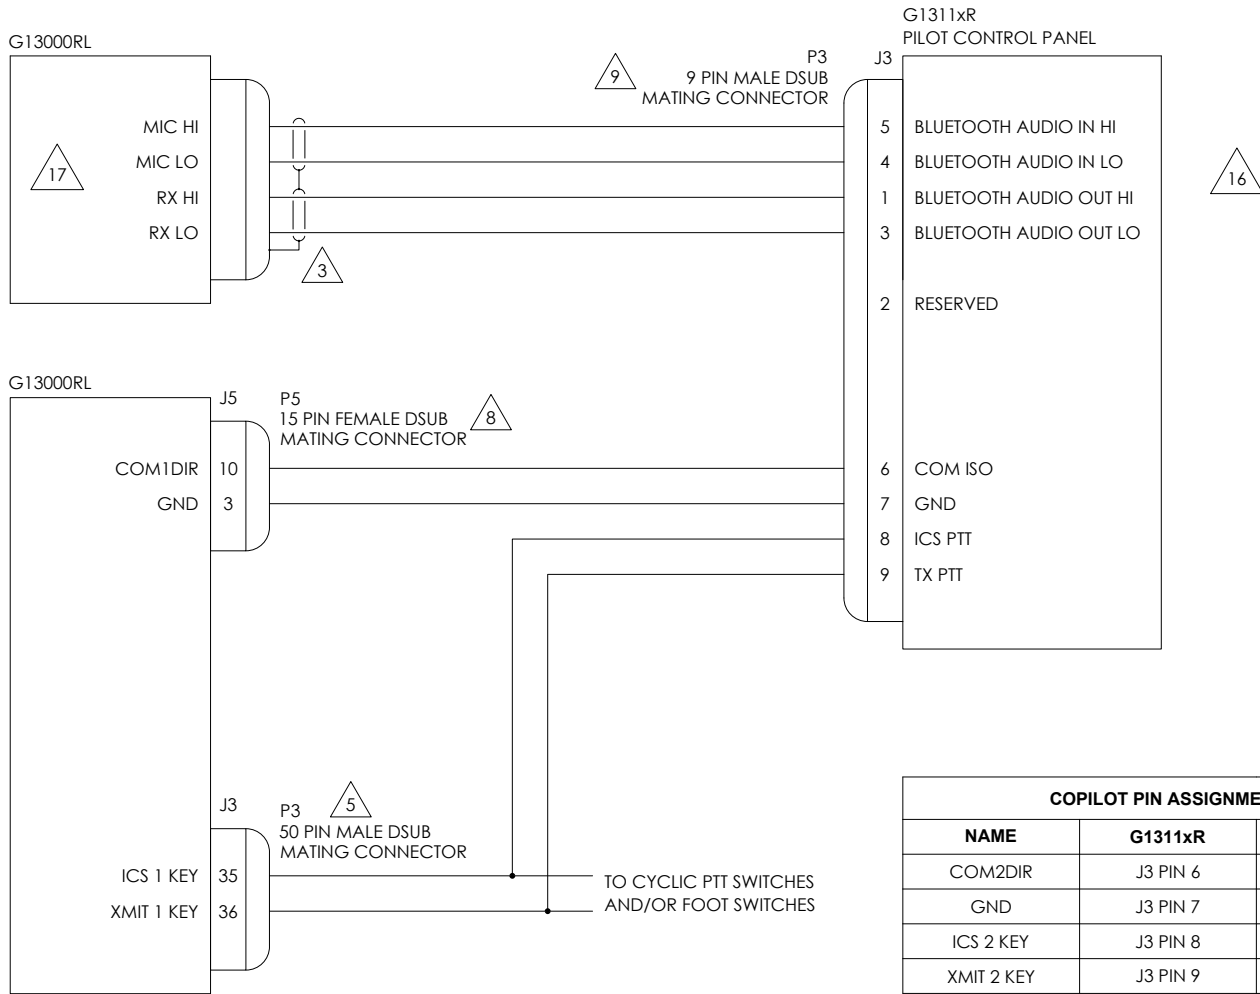 G1311xR
PILOT CONTROL PANEL
G13000RL
P3
9 PIN MALE DSUB
MATING CONNECTOR
9
J3
MIC HI
MIC LO
RX HI
RX LO
17
3
5 BLUETOOTH AUDIO IN HI
4 BLUETOOTH AUDIO IN LO
1 BLUETOOTH AUDIO OUT HI
3 BLUETOOTH AUDIO OUT LO
2 RESERVED
16
G13000RL
J5
P5
15 PIN FEMALE DSUB
MATING CONNECTOR
8
COM1DIR 10
GND 3
6 COM ISO
7 GND
8 ICS PTT
9 TX PTT
J3
P3
50 PIN MALE DSUB
MATING CONNECTOR
5
ICS 1 KEY 35
XMIT 1 KEY 36
TO CYCLIC PTT SWITCHES
AND/OR FOOT SWITCHES
COPILOT PIN
NAME G1311xR
COM2DIR J3 PIN 6
GND J3 PIN 7
ICS 2 KEY J3 PIN 8
XMIT 2 KEY J3 PIN 9